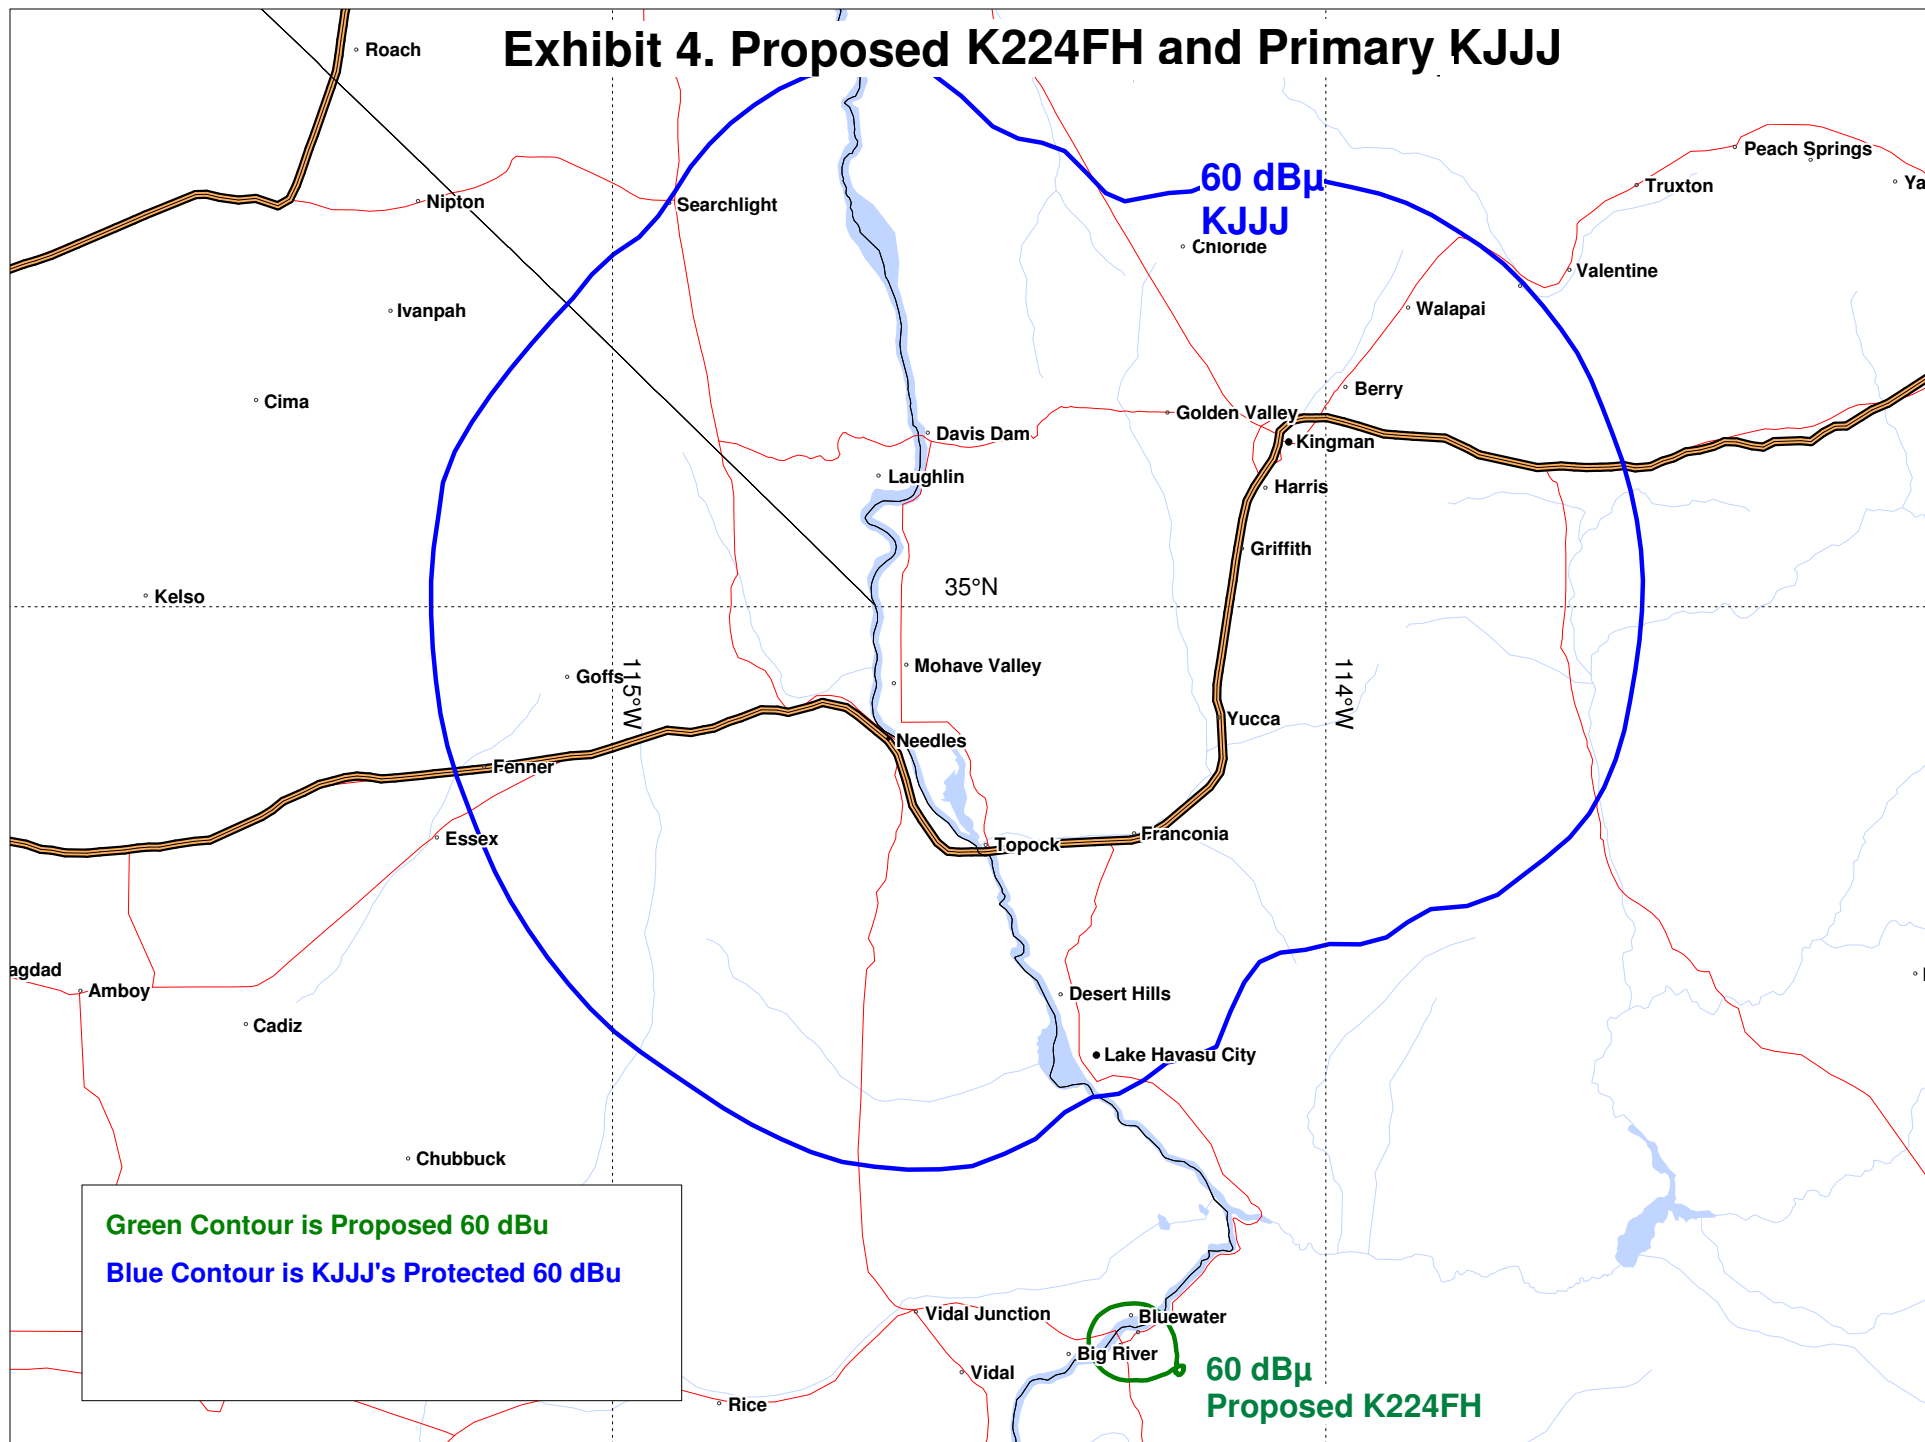 Exhibit 4. Proposed K224FH and Primary KJJJ
Roach
Peach Springs
60 dBµ
KJJJ
Truxton
Ya
Nipton
Searchlight
Chloride
Valentine
Ivanpah
Walapai
Berry
Cima
Golden Valley
Davis Dam
Kingman
Laughlin
Harris
Griffith
35°N
Kelso
Mohave Valley
Goffs
115°W
114°W
Yucca
Needles
Fenner
Franconia
Essex
Topock
agdad
Amboy
Desert Hills
Cadiz
Lake Havasu City
Chubbuck
Green Contour is Proposed 60 dBu
Blue Contour is KJJJ's Protected 60 dBu
Vidal Junction
Bluewater
Big River
Vidal
60 dBµ
Proposed K224FH
Rice